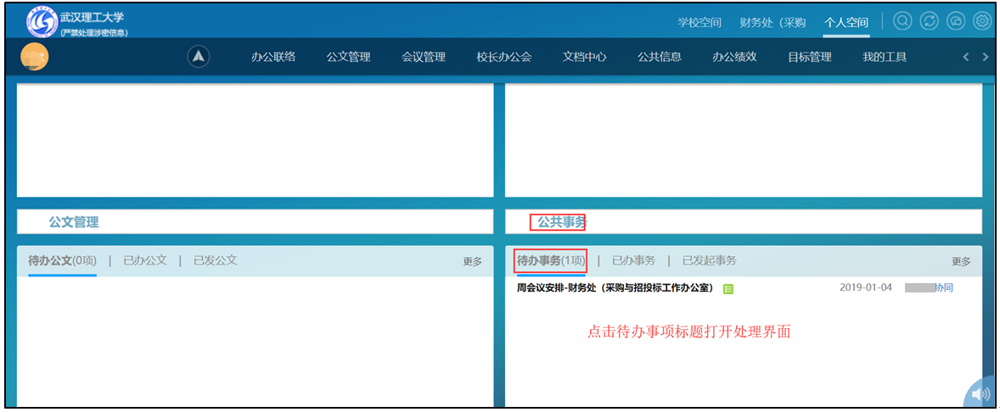 武汉理工大学
(严禁处理涉密信息)
学校空间 财务处（采购 个人空间
办公联络 公文管理 会议管理 校长办公会 文档中心 公共信息 办公绩效 目标管理 我的工具
公文管理
公共事务
待办公文(0项) | 已办公文 | 已发公文 更多
待办事务(1项) | 已办事务 | 已发起事务 更多
周会议安排-财务处（采购与招投标工作办公室） 2019-01-04 协同
点击待办事项标题打开处理界面